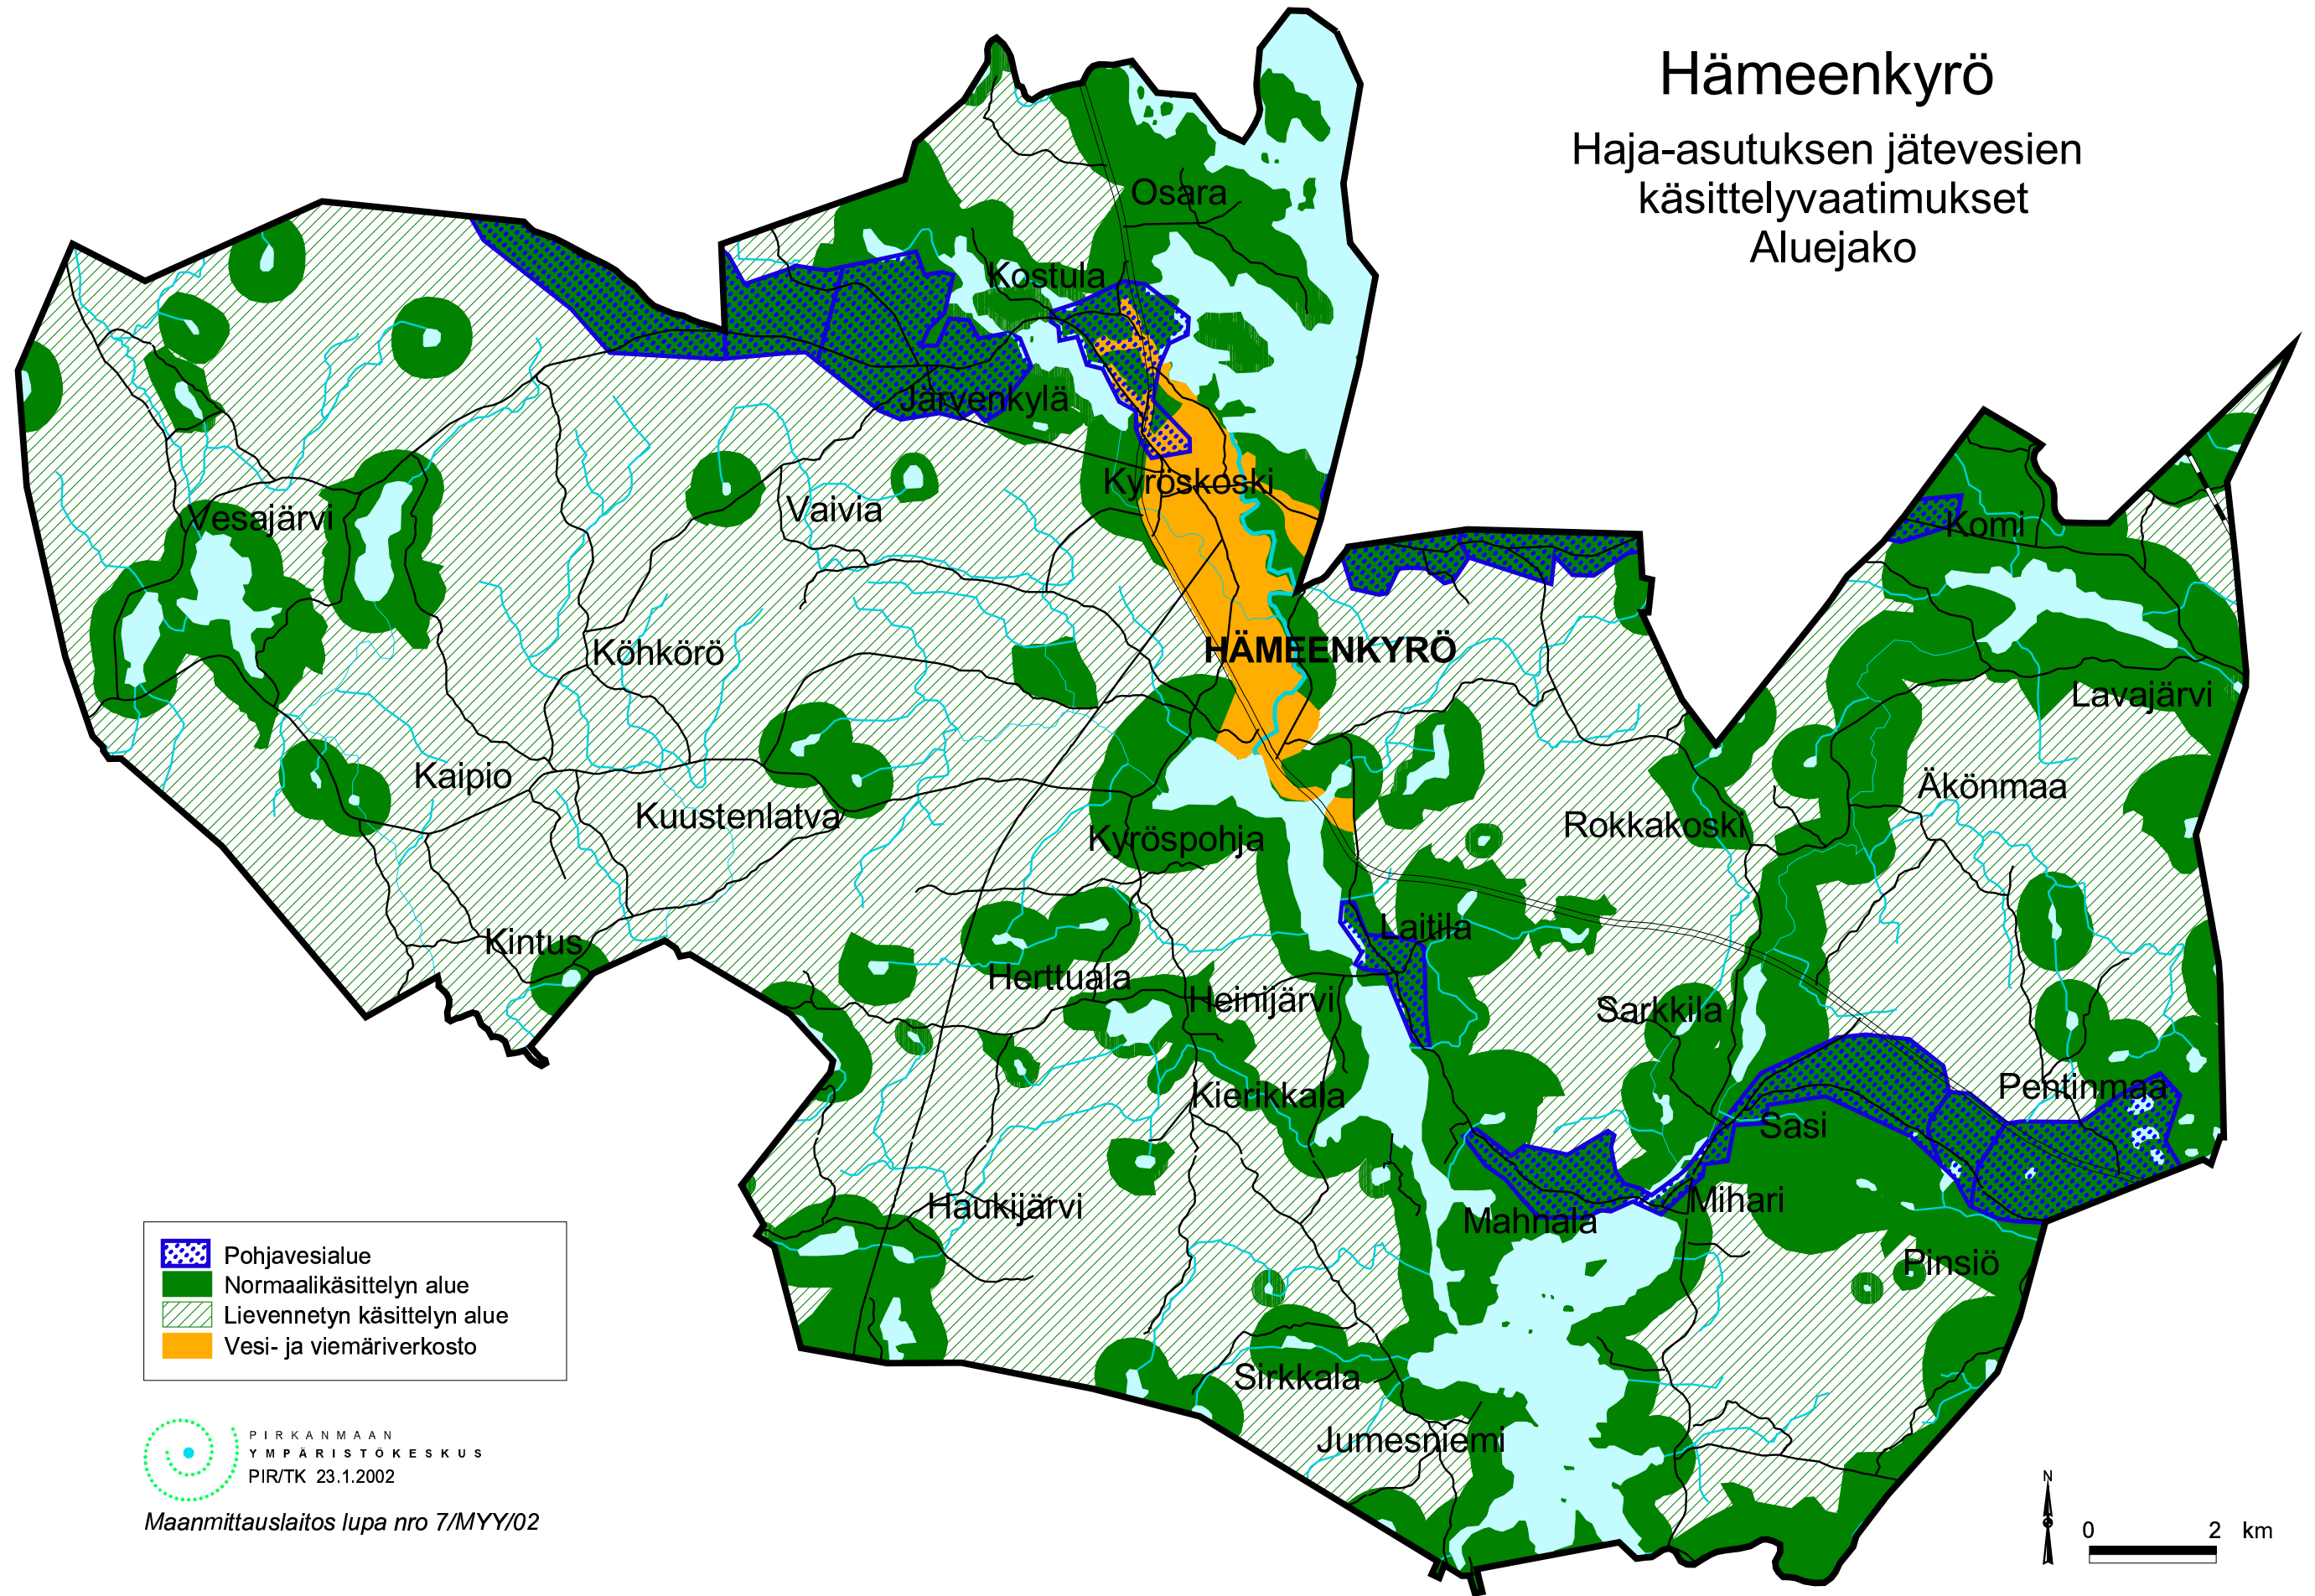 Hämeenkyrö
Haja-asutuksen jätevesien
käsittelyvaatimukset
Aluejako
Osara
Kostula
Järvenkylä
Kyröskoski
Vesajärvi
Vaivia
Komi
Köhkörö
HÄMEENKYRÖ
Lavajärvi
Kaipio
Äkönmaa
Kuustenlatva
Kyröspohja
Rokkakoski
Laitila
Kintus
Herttuala
Heinijärvi
Sarkkila
Kierikkala
Pentinmaa
Sasi
Haukijärvi
Mahnala
Mihari
Pinsiö
Sirkkala
Jumesniemi
Pohjavesialue
Normaalikäsittelyn alue
Lievennetyn käsittelyn alue
Vesi- ja viemäriverkosto
PIRKANMAAN
YMPÄRISTÖKESKUS
PIR/TK 23.1.2002
Maanmittauslaitos lupa nro 7/MYY/02
N
0 2 km